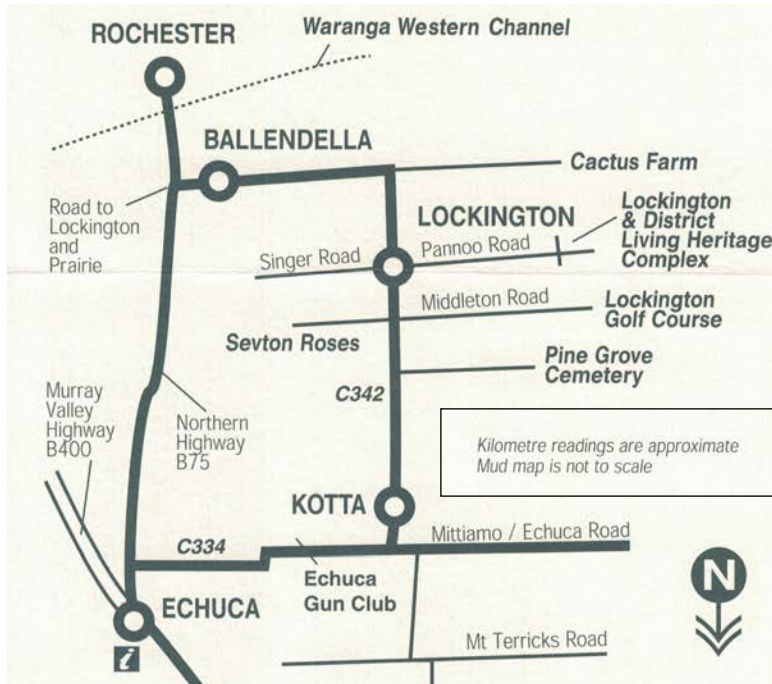 ROCHESTER
Waranga Western Channel
BALLENDELLA
Cactus Farm
Road to
Lockington
and
Prairie
LOCKINGTON
Lockington
& District
Living Heritage
Complex
Singer Road
Pannoo Road
Middleton Road
Lockington
Golf Course
Sevton Roses
Pine Grove
Cemetery
C342
Murray
Valley
Highway
B400
Northern
Highway
B75
Kilometre readings are approximate
Mud map is not to scale
KOTTA
Mittiamo / Echuca Road
C334
Echuca
Gun Club
N
ECHUCA
i
Mt Terricks Road